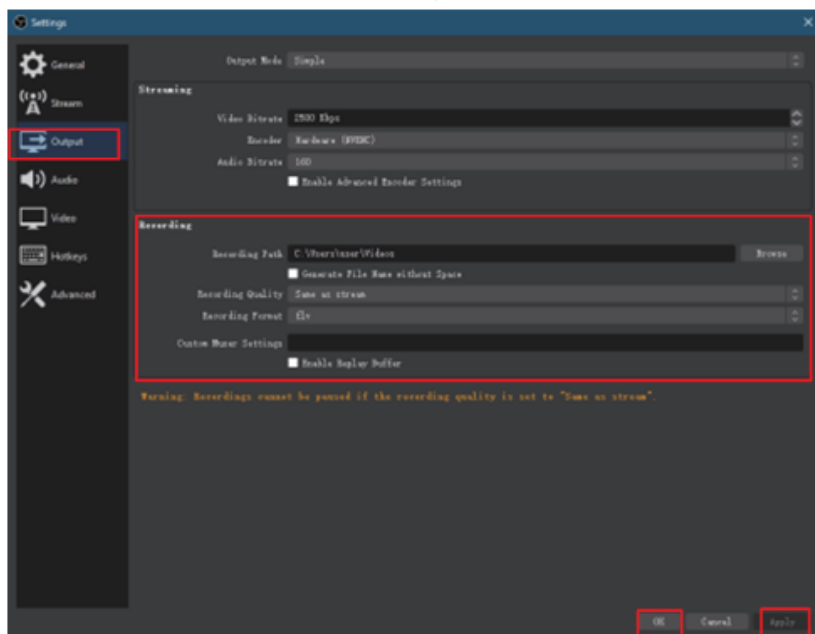 Settings
General
Stream
Output
Audio
Video
Hotkeys
Advanced
Output Mode Simple
Streaming
Video Bitrate 2500 Kbps
Encoder Hardware (NVENC)
Audio Bitrate 160
Enable Advanced Encoder Settings
Recording
Recording Path C:\Users\user\Videos Browse
Generate File Name without Space
Recording Quality Same as stream
Recording Format flv
Custom Muxer Settings
Enable Replay Buffer
Warning: Recordings cannot be paused if the recording quality is set to "Same as stream".
OK Cancel Apply